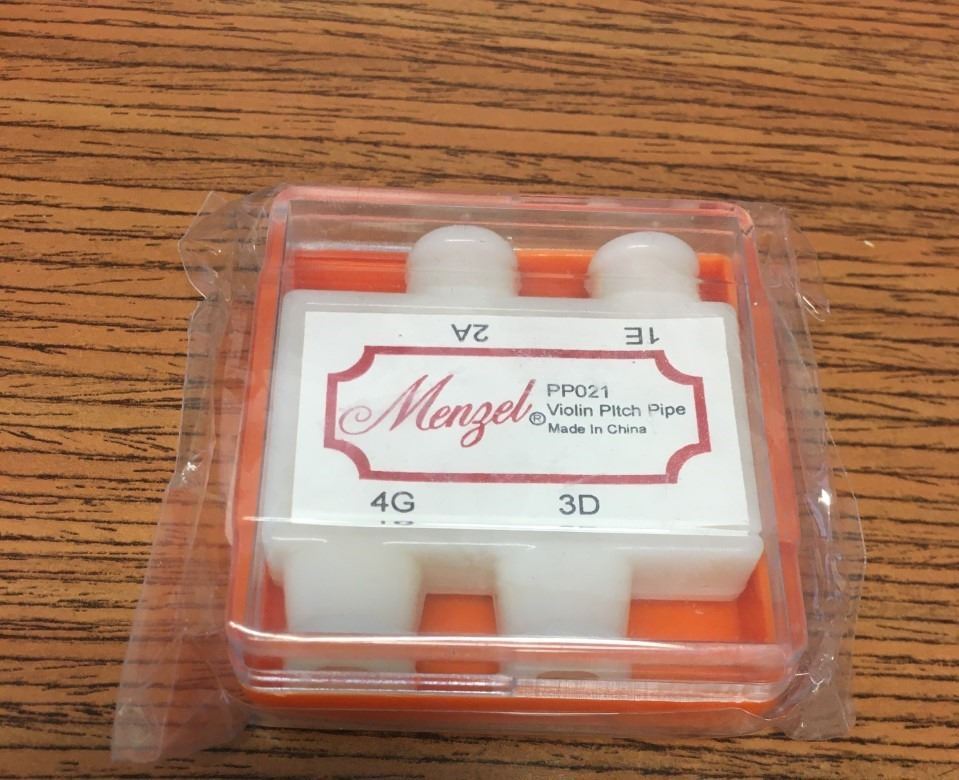 2A 1E
Menzel®
PP021
Violin PItch Pipe
Made In China
4G 3D